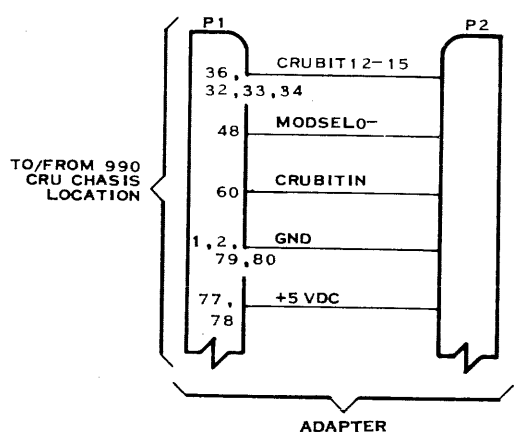 P1
P2
36,
32,33,34
CRUBIT12-15
48
MODSEL0-
TO/FROM 990
CRU CHASIS
LOCATION
60
CRUBITIN
1,2,
79,80
GND
77,
78
+5 VDC
ADAPTER